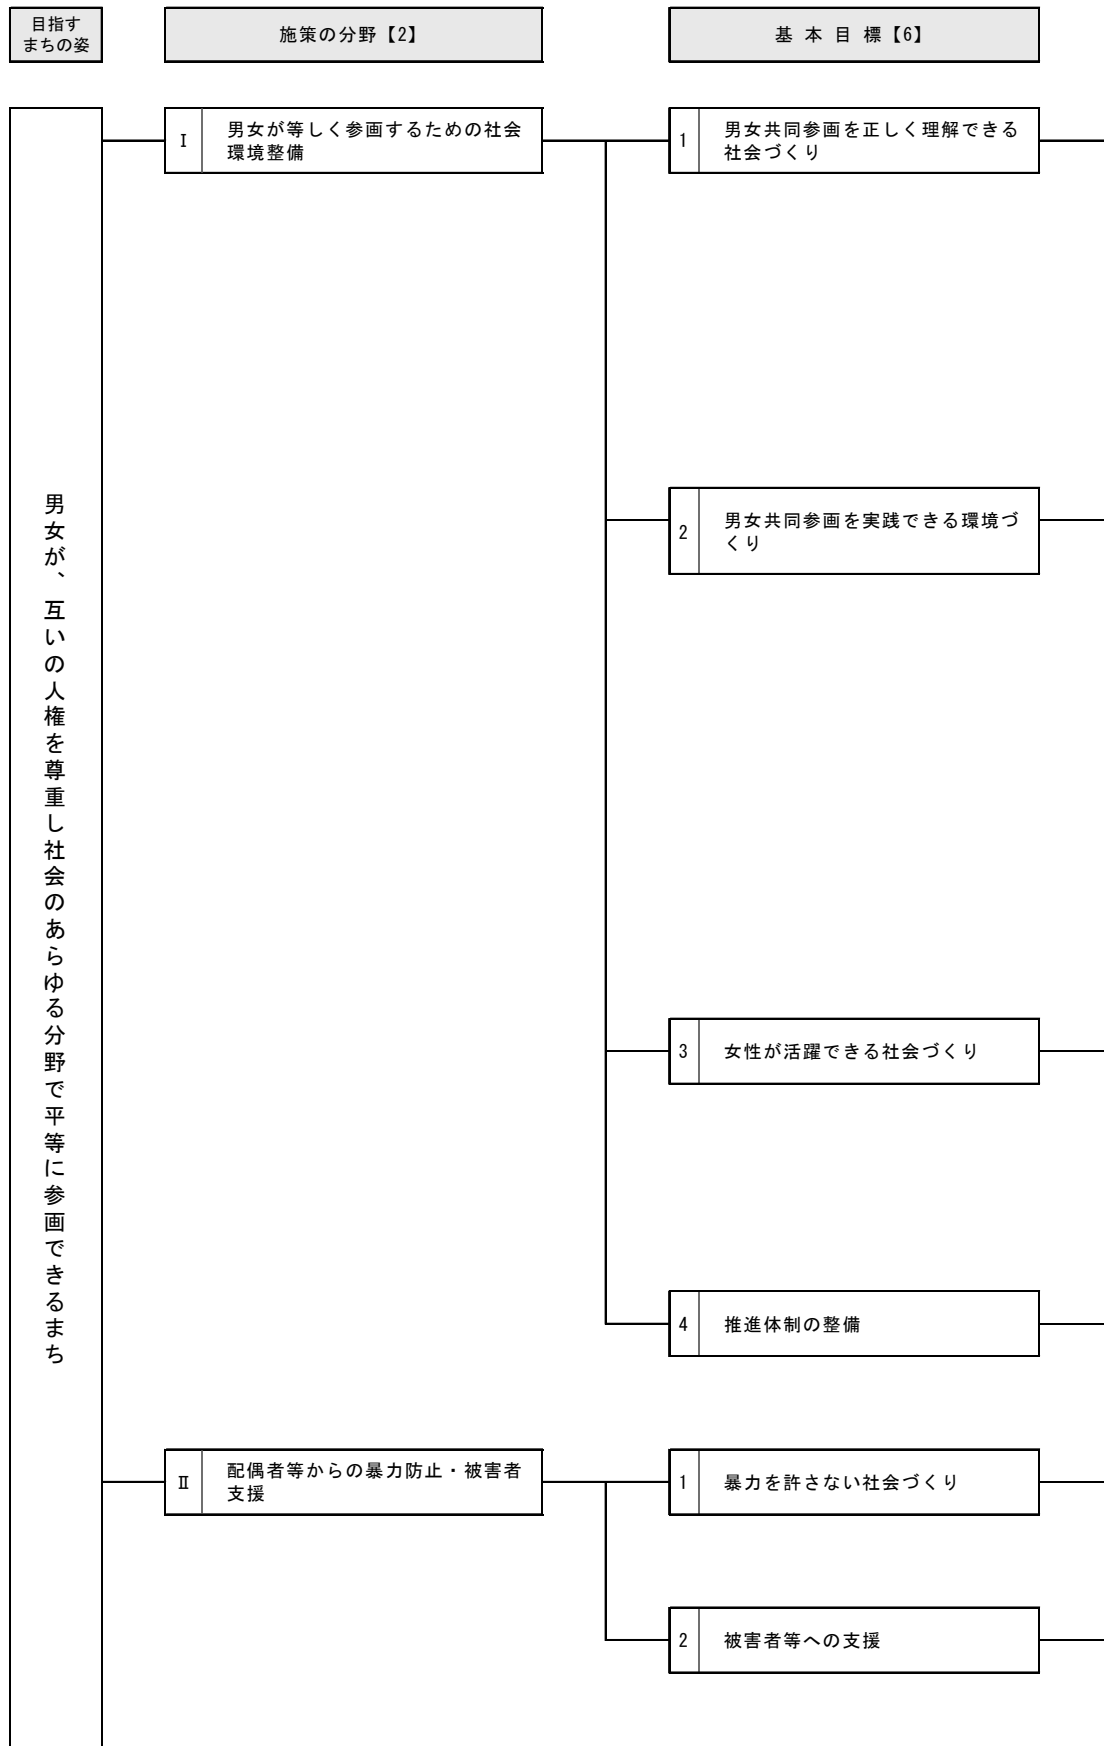 目指す
まちの姿
施策の分野【2】
基 本 目 標【6】
男女が、互いの人権を尊重し社会のあらゆる分野で平等に参画できるまち
Ⅰ
男女が等しく参画するための社会
環境整備
1
男女共同参画を正しく理解できる
社会づくり
2
男女共同参画を実践できる環境づ
くり
3
女性が活躍できる社会づくり
4
推進体制の整備
Ⅱ
配偶者等からの暴力防止・被害者
支援
1
暴力を許さない社会づくり
2
被害者等への支援